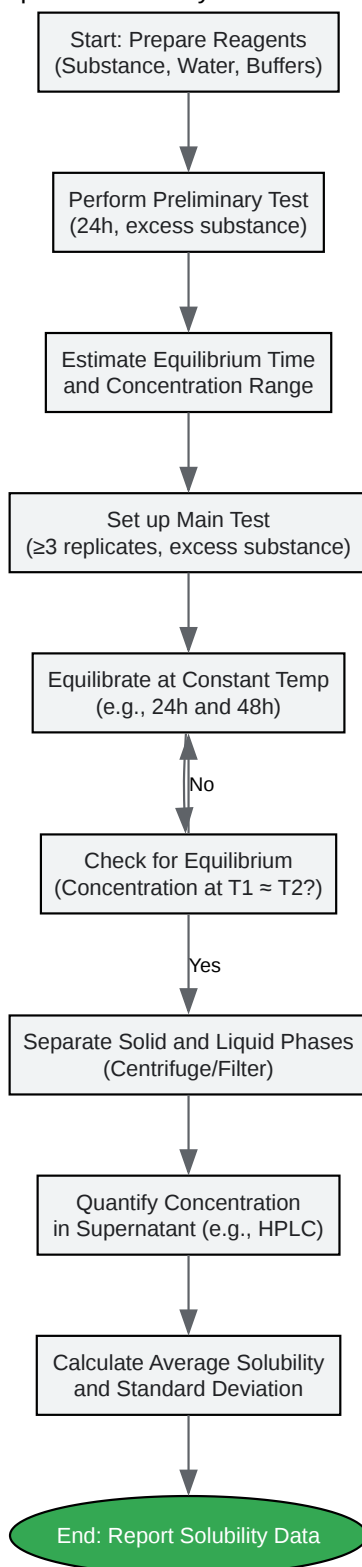 Start: Prepare Reagents
(Substance, Water, Buffers)
Perform Preliminary Test
(24h, excess substance)
Estimate Equilibrium Time
and Concentration Range
Set up Main Test
(≥3 replicates, excess substance)
Equilibrate at Constant Temp
(e.g., 24h and 48h)
No
Check for Equilibrium
(Concentration at T1 ≈ T2?)
Yes
Separate Solid and Liquid Phases
(Centrifuge/Filter)
Quantify Concentration
in Supernatant (e.g., HPLC)
Calculate Average Solubility
and Standard Deviation
End: Report Solubility Data